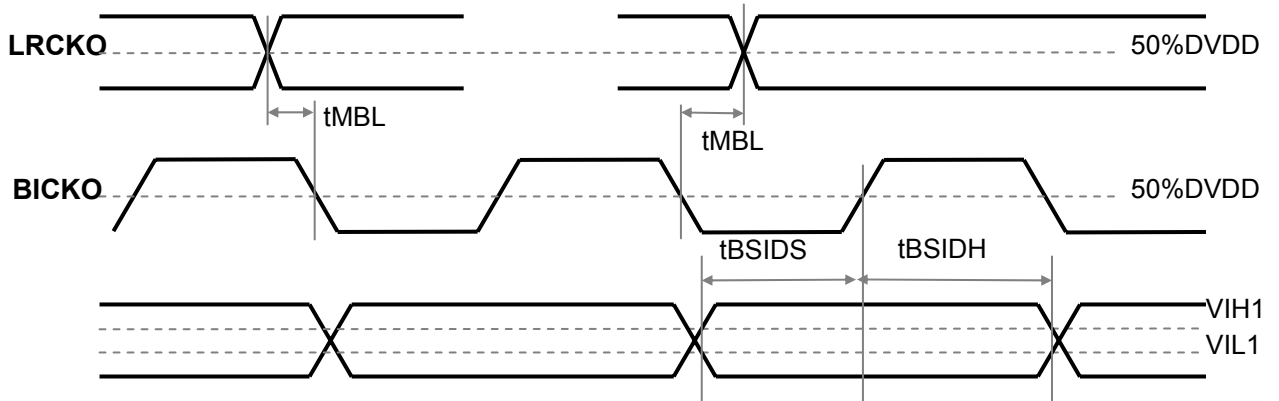 LRCKO
50%DVDD
tMBL
tMBL
BICKO
50%DVDD
tBSIDS
tBSIDH
VIH1
VIL1